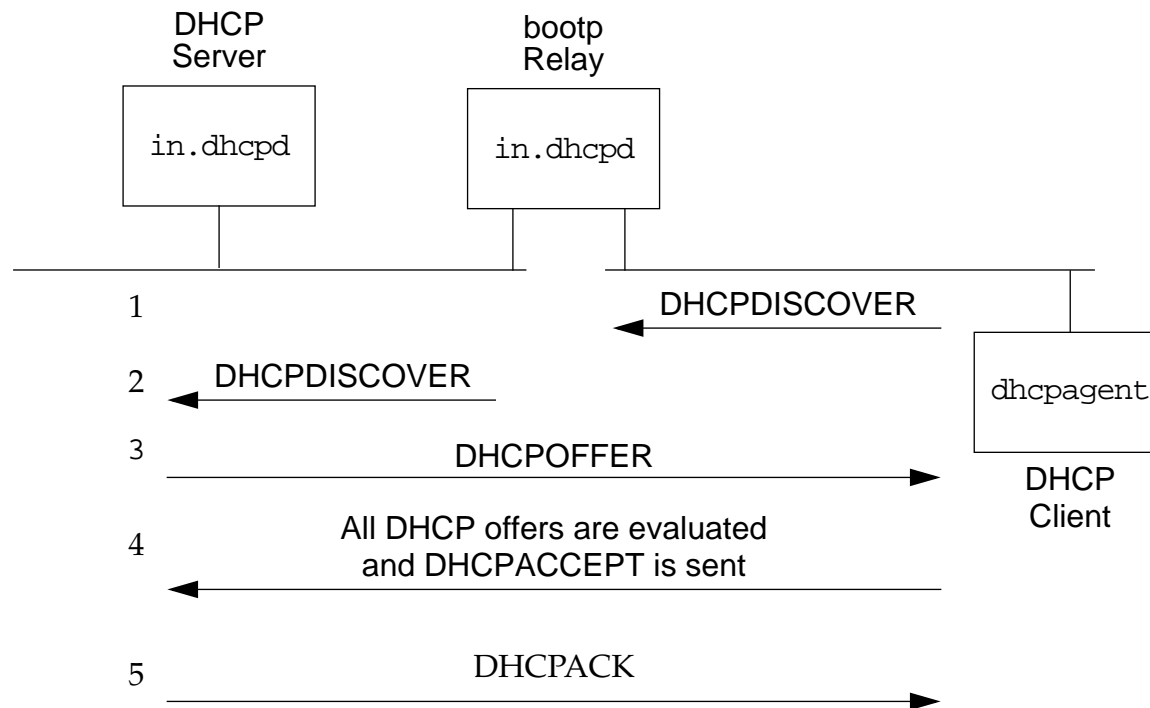 DHCP
Server
bootp
Relay
in.dhcpd
in.dhcpd
1
DHCPDISCOVER
2
DHCPDISCOVER
dhcpagent
3
DHCPOFFER
DHCP
Client
4
All DHCP offers are evaluated
and DHCPACCEPT is sent
5
DHCPACK